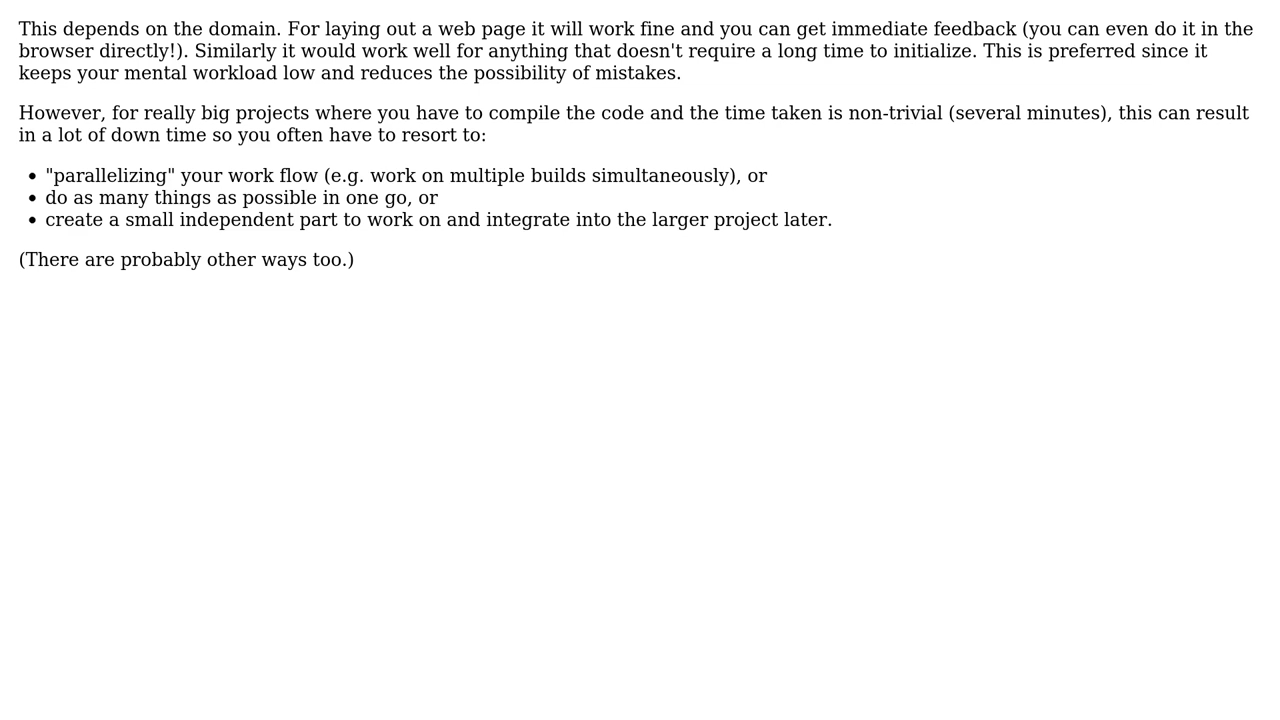 This depends on the domain. For laying out a web page it will work fine and you can get immediate feedback (you can even do it in the
browser directly!). Similarly it would work well for anything that doesn't require a long time to initialize. This is preferred since it
keeps your mental workload low and reduces the possibility of mistakes.
However, for really big projects where you have to compile the code and the time taken is non-trivial (several minutes), this can result
in a lot of down time so you often have to resort to:
• "parallelizing" your work flow (e.g. work on multiple builds simultaneously), or
• do as many things as possible in one go, or
• create a small independent part to work on and integrate into the larger project later.
(There are probably other ways too.)